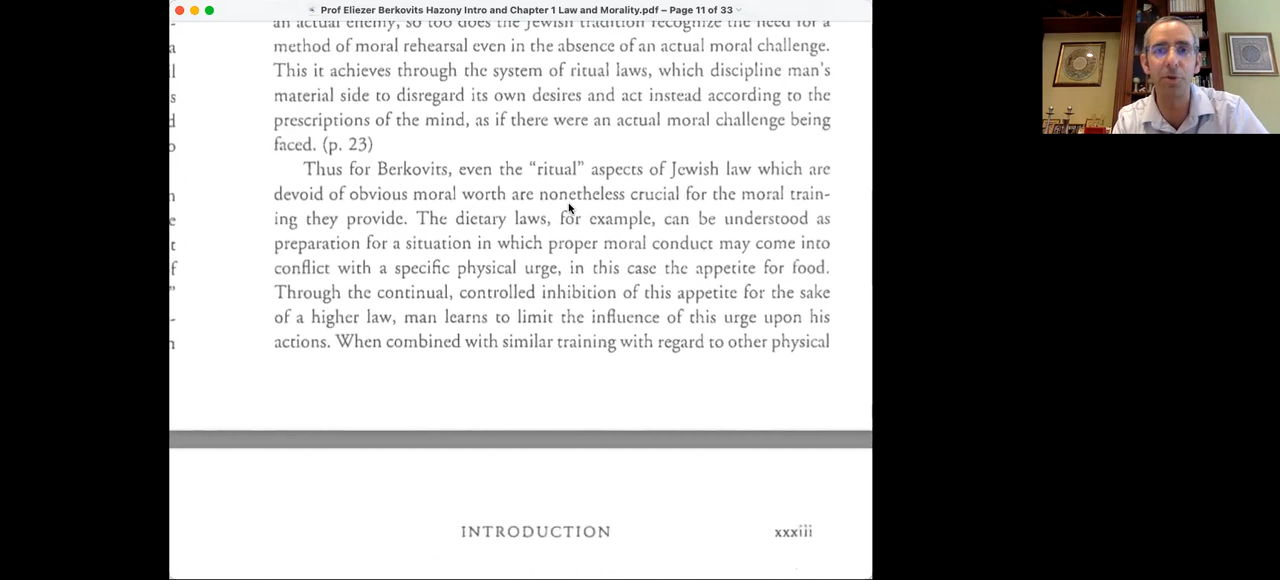 Prof Eliezer Berkovits Hazony Intro and Chapter 1 Law and Morality.pdf – Page 11 of 33
an actual enemy, so too does the Jewish tradition recognize the need for a
method of moral rehearsal even in the absence of an actual moral challenge.
This it achieves through the system of ritual laws, which discipline man's
material side to disregard its own desires and act instead according to the
prescriptions of the mind, as if there were an actual moral challenge being
faced. (p. 23)
Thus for Berkovits, even the “ritual” aspects of Jewish law which are
devoid of obvious moral worth are nonetheless crucial for the moral train-
ing they provide. The dietary laws, for example, can be understood as
preparation for a situation in which proper moral conduct may come into
conflict with a specific physical urge, in this case the appetite for food.
Through the continual, controlled inhibition of this appetite for the sake
of a higher law, man learns to limit the influence of this urge upon his
actions. When combined with similar training with regard to other physical
INTRODUCTION xxxiii